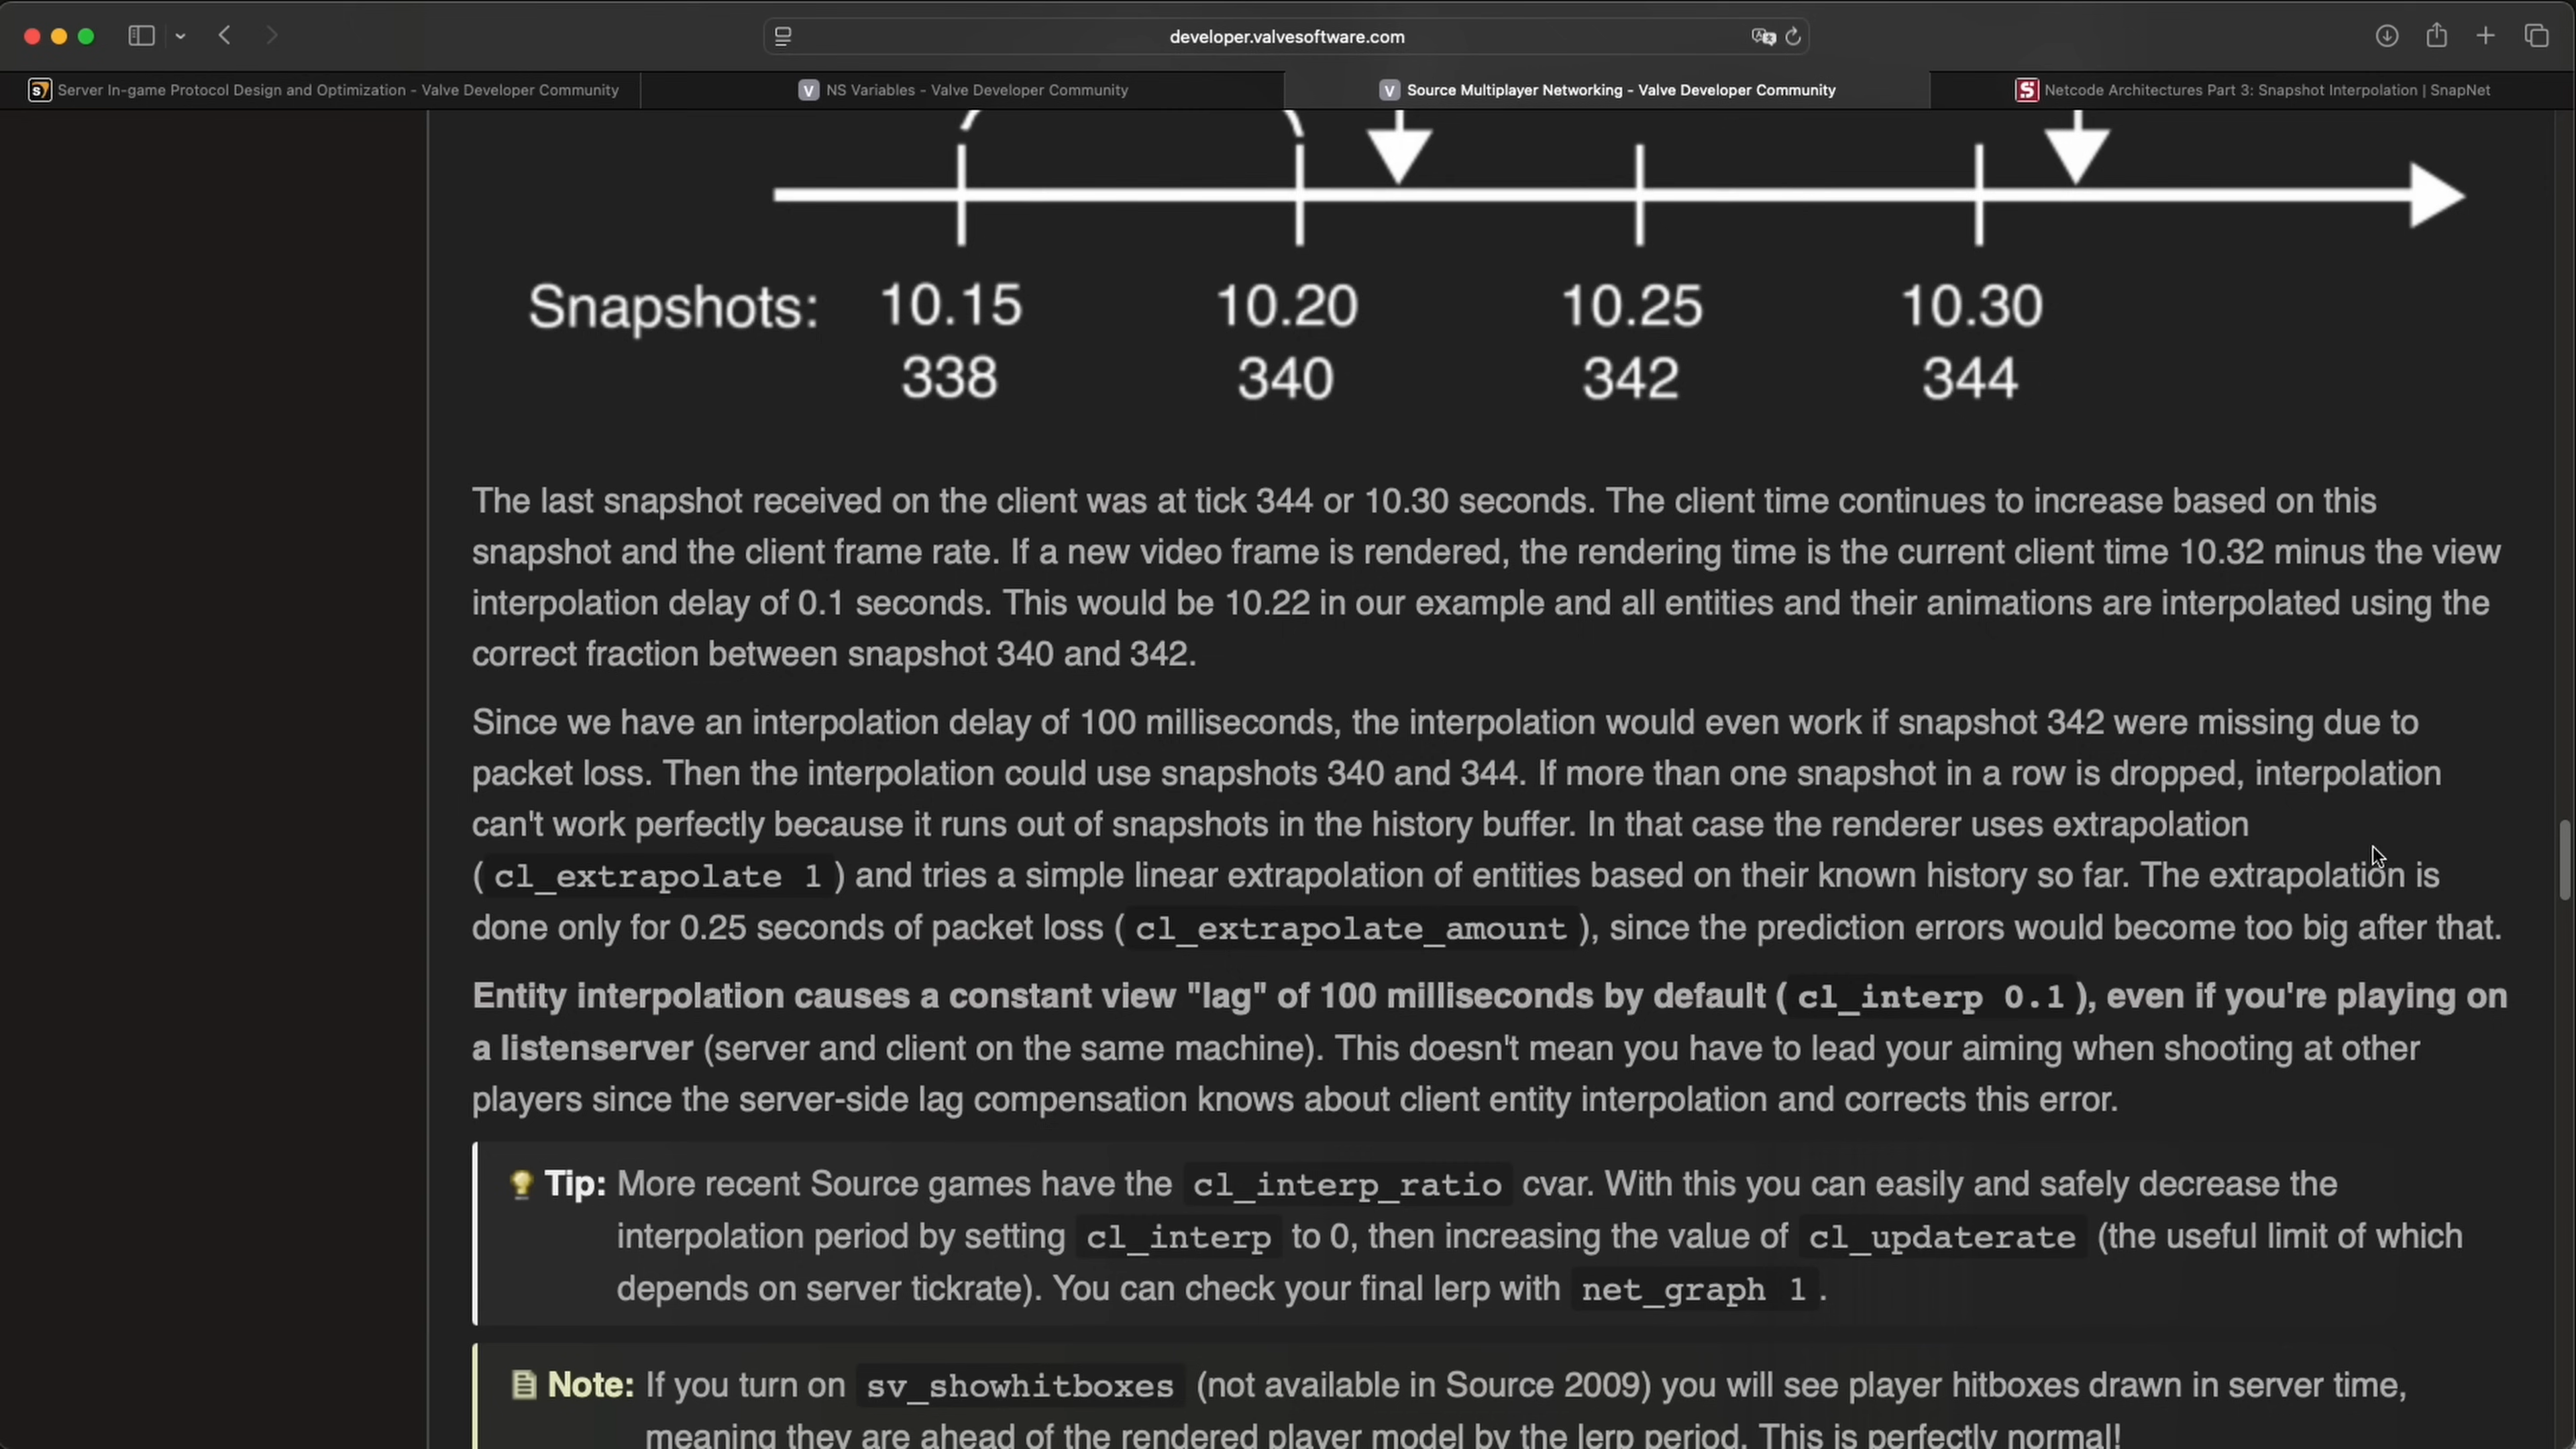 developer.valvesoftware.com
Server In-game Protocol Design and Optimization - Valve Developer Community
NS Variables - Valve Developer Community
Source Multiplayer Networking - Valve Developer Community
Netcode Architectures Part 3: Snapshot Interpolation | SnapNet
Snapshots: 10.15 10.20 10.25 10.30
338 340 342 344
The last snapshot received on the client was at tick 344 or 10.30 seconds. The client time continues to increase based on this
snapshot and the client frame rate. If a new video frame is rendered, the rendering time is the current client time 10.32 minus the view
interpolation delay of 0.1 seconds. This would be 10.22 in our example and all entities and their animations are interpolated using the
correct fraction between snapshot 340 and 342.
Since we have an interpolation delay of 100 milliseconds, the interpolation would even work if snapshot 342 were missing due to
packet loss. Then the interpolation could use snapshots 340 and 344. If more than one snapshot in a row is dropped, interpolation
can't work perfectly because it runs out of snapshots in the history buffer. In that case the renderer uses extrapolation
( cl_extrapolate 1 ) and tries a simple linear extrapolation of entities based on their known history so far. The extrapolation is
done only for 0.25 seconds of packet loss ( cl_extrapolate_amount ), since the prediction errors would become too big after that.
Entity interpolation causes a constant view "lag" of 100 milliseconds by default ( cl_interp 0.1 ), even if you're playing on
a listenserver (server and client on the same machine). This doesn't mean you have to lead your aiming when shooting at other
players since the server-side lag compensation knows about client entity interpolation and corrects this error.
Tip: More recent Source games have the cl_interp_ratio cvar. With this you can easily and safely decrease the
interpolation period by setting cl_interp to 0, then increasing the value of cl_updaterate (the useful limit of which
depends on server tickrate). You can check your final lerp with net_graph 1 .
Note: If you turn on sv_showhitboxes (not available in Source 2009) you will see player hitboxes drawn in server time,
meaning they are ahead of the rendered player model by the lerp period. This is perfectly normal!